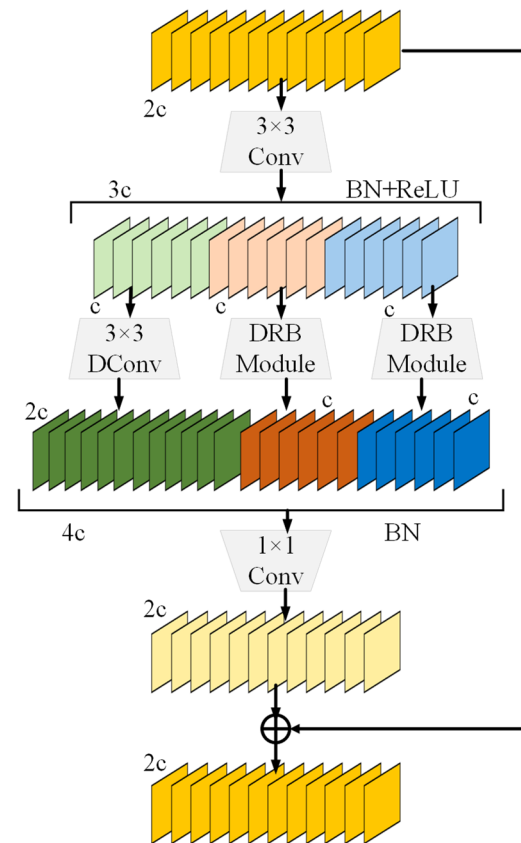 2c
3×3
Conv
3c
BN+ReLU
c
c
c
3×3
DConv
DRB
Module
DRB
Module
2c
c
c
4c
BN
1×1
Conv
2c
2c